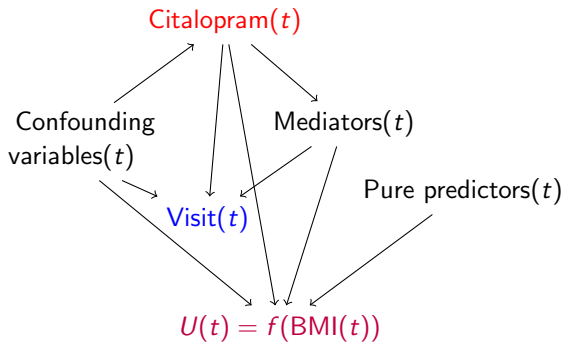 Citalopram(t)
Confounding
variables(t)
Mediators(t)
Pure predictors(t)
Visit(t)
U(t) = f(BMI(t))